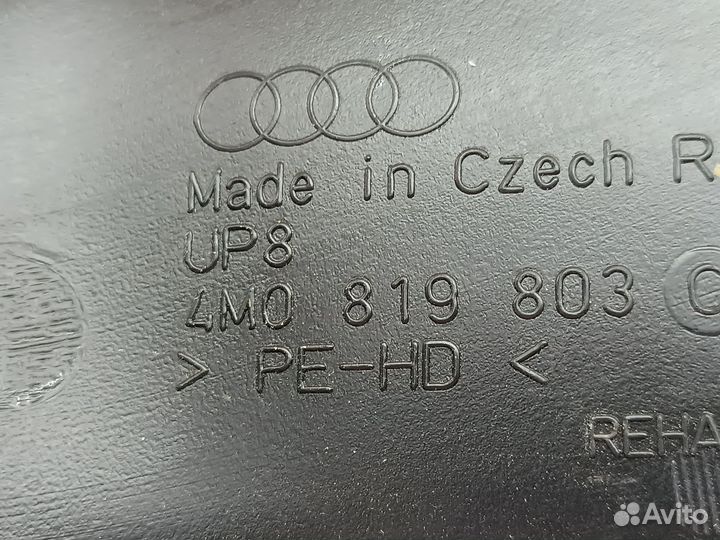 Made in Czech R
UP8
4M0 819 803 C
> PE-HD <
REHA
Avito